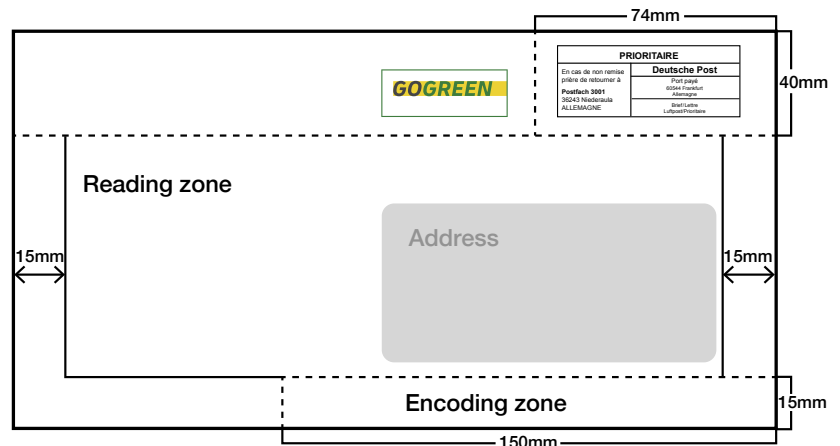 74mm
PRIORITAIRE
En cas de non remise
prière de retourner à
Postfach 3001
36243 Niederaula
ALLEMAGNE
Deutsche Post
Port payé
60544 Frankfurt
Allemagne
Brief/Lettre
Luftpost/Prioritaire
GOGREEN
40mm
Reading zone
Address
15mm
15mm
Encoding zone
15mm
150mm